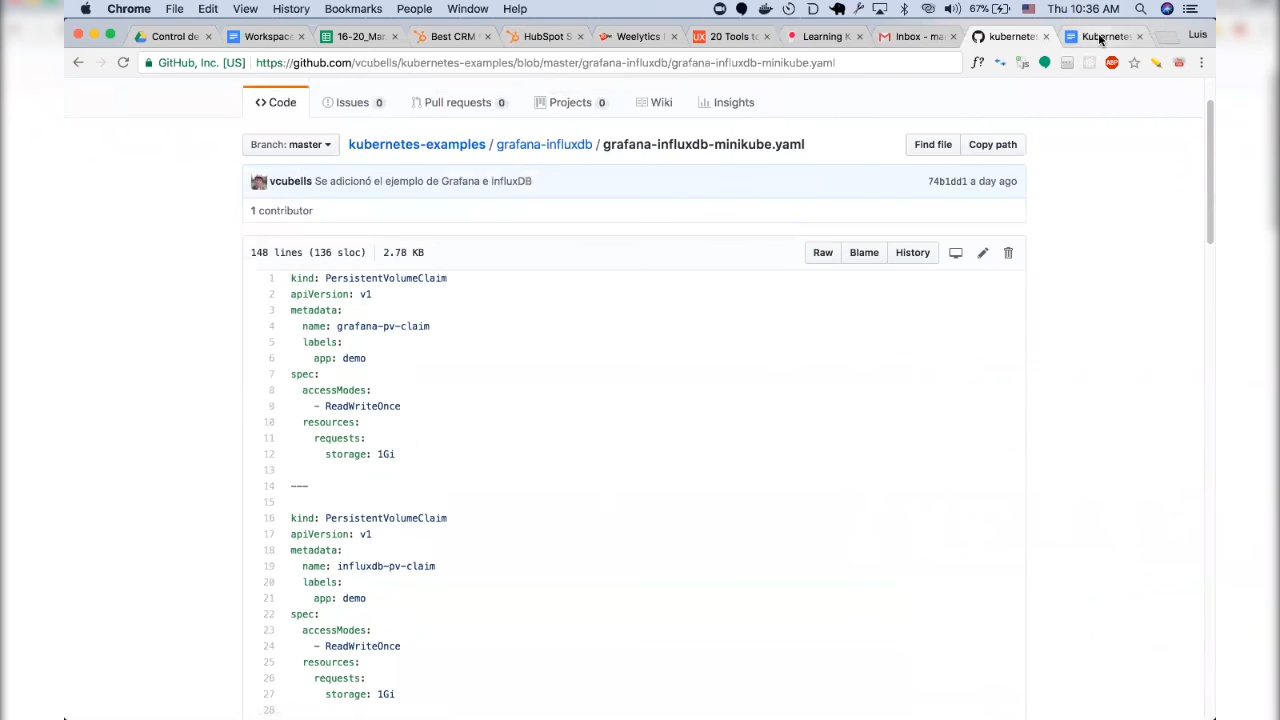 Chrome File Edit View History Bookmarks People Window Help 67% Thu 10:36 AM
Control de Workspace 16-20_Mar Best CRM HubSpot S Weelytics UX 20 Tools to Learning K Inbox - ma kubernetes Kubernetes Luis
GitHub, Inc. [US] https://github.com/vcubells/kubernetes-examples/blob/master/grafana-influxdb/grafana-influxdb-minikube.yaml f? ABP
Code Issues 0 Pull requests 0 Projects 0 Wiki Insights
Branch: master kubernetes-examples / grafana-influxdb / grafana-influxdb-minikube.yaml Find file Copy path
vcubells Se adicionó el ejemplo de Grafana e influxDB 74b1dd1 a day ago
1 contributor
148 lines (136 sloc) 2.78 KB Raw Blame History
1 kind: PersistentVolumeClaim
2 apiVersion: v1
3 metadata:
4 name: grafana-pv-claim
5 labels:
6 app: demo
7 spec:
8 accessModes:
9 - ReadWriteOnce
10 resources:
11 requests:
12 storage: 1Gi
13
14 ---
15
16 kind: PersistentVolumeClaim
17 apiVersion: v1
18 metadata:
19 name: influxdb-pv-claim
20 labels:
21 app: demo
22 spec:
23 accessModes:
24 - ReadWriteOnce
25 resources:
26 requests:
27 storage: 1Gi
28